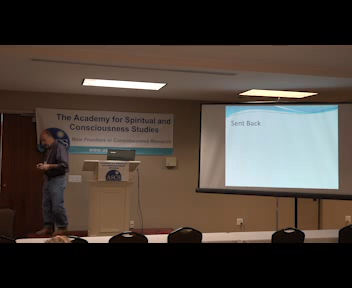 The Academy for Spiritual and
Consciousness Studies
New Frontiers in Consciousness Research
Sent Back